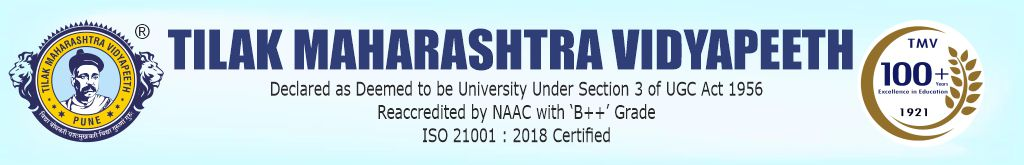 TILAK MAHARASHTRA VIDYAPEETH
PUNE
®
TILAK MAHARASHTRA VIDYAPEETH
Declared as Deemed to be University Under Section 3 of UGC Act 1956
Reaccredited by NAAC with ‘B++’ Grade
ISO 21001 : 2018 Certified
TMV
100+
Years
Excellence in Education
1921